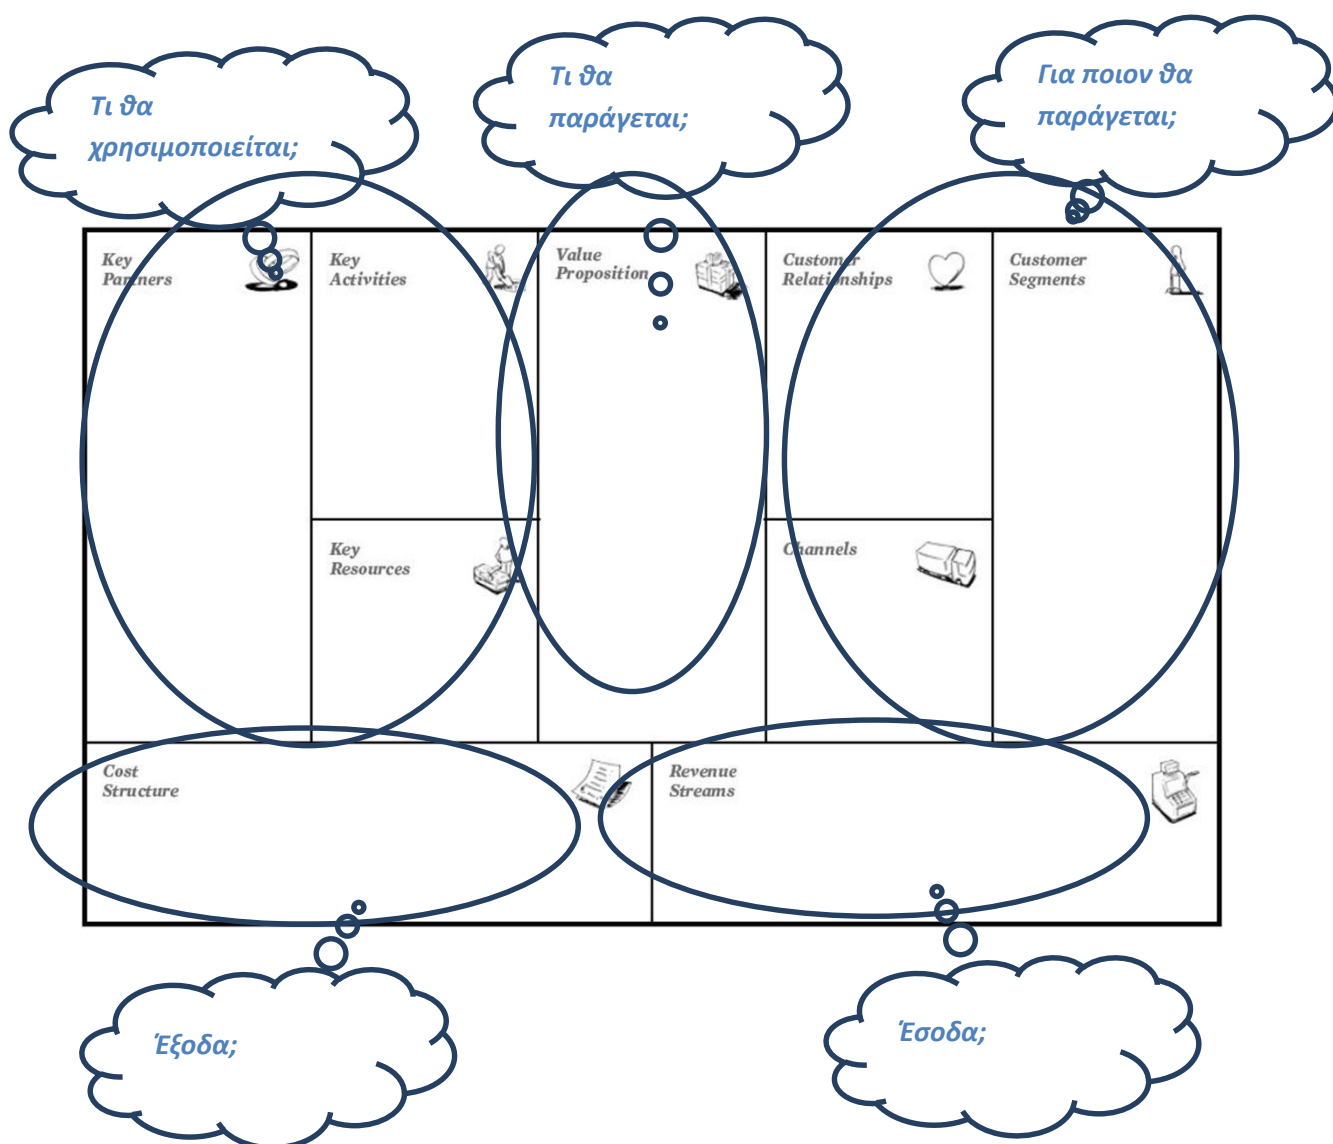 Τι θα
χρησιμοποιείται;
Τι θα
παράγεται;
Για ποιον θα
παράγεται;
Key
Partners
Key
Activities
Value
Proposition
Customer
Relationships
Customer
Segments
Key
Resources
Channels
Cost
Structure
Revenue
Streams
Έξοδα;
Έσοδα;